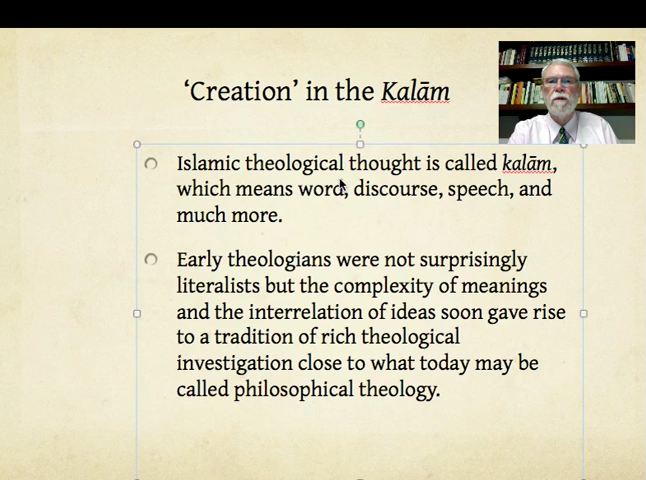 ‘Creation’ in the Kalām
Islamic theological thought is called kalām,
which means word, discourse, speech, and
much more.
Early theologians were not surprisingly
literalists but the complexity of meanings
and the interrelation of ideas soon gave rise
to a tradition of rich theological
investigation close to what today may be
called philosophical theology.